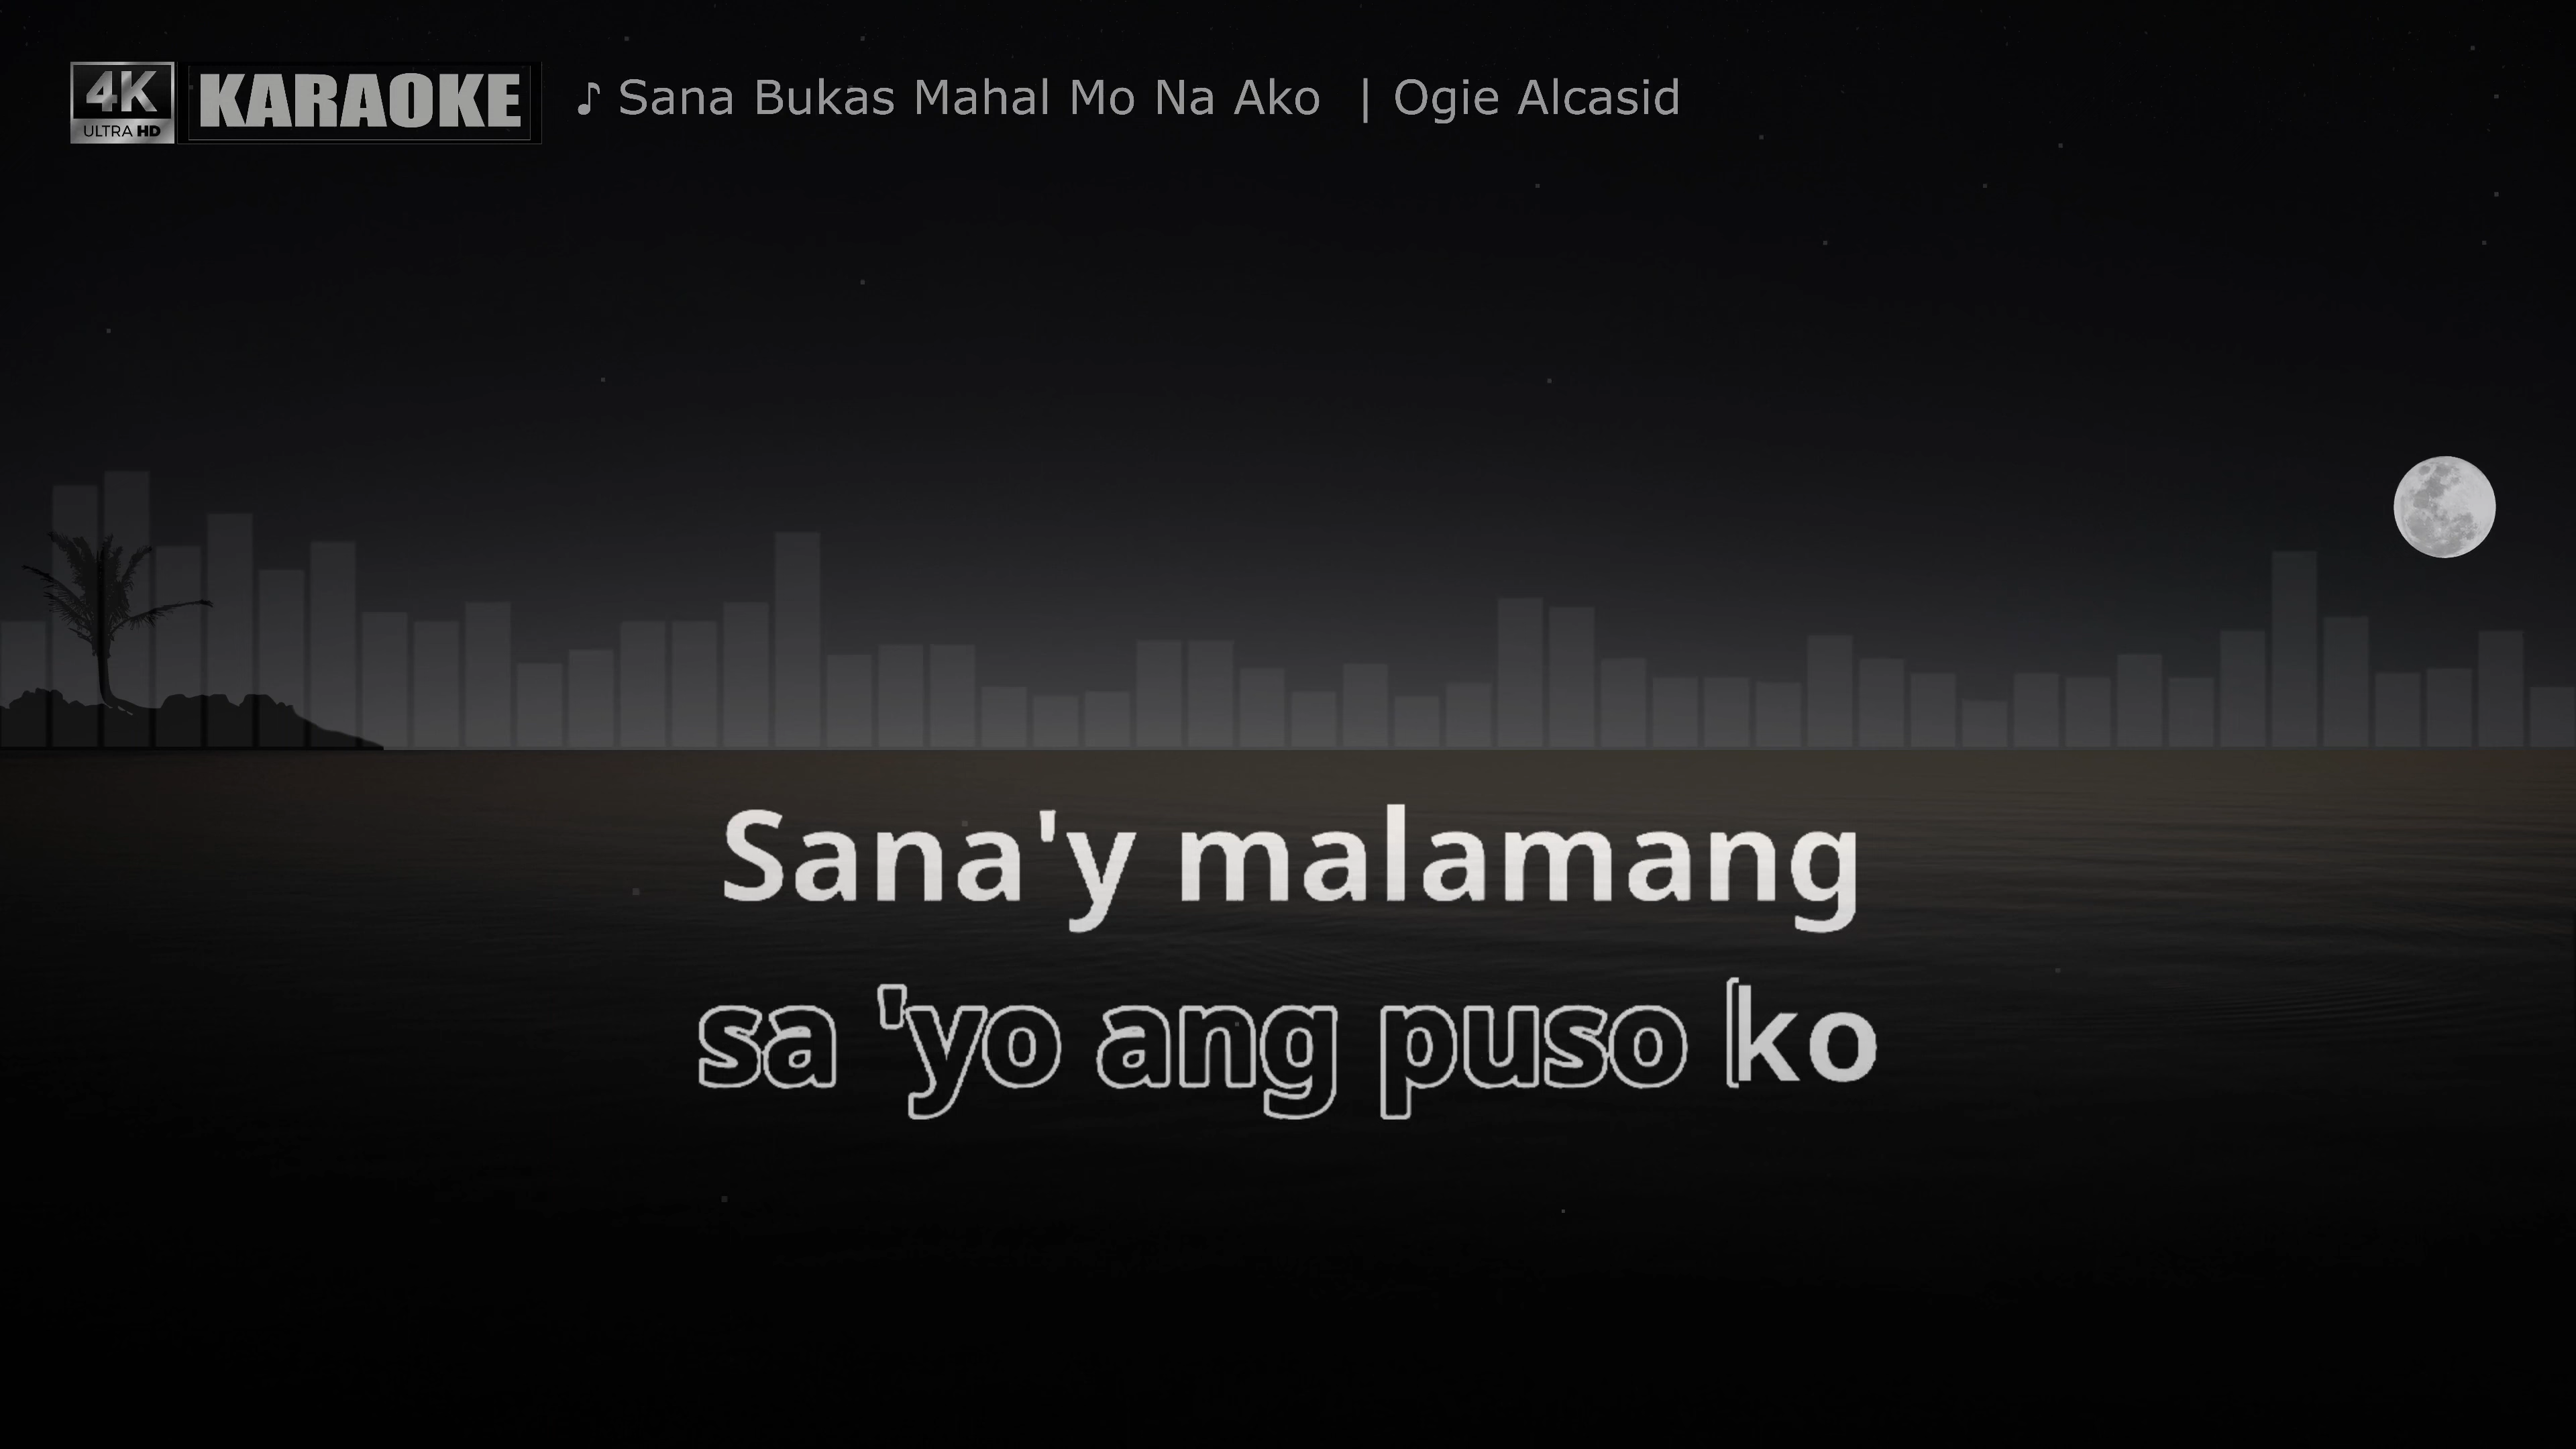 4K ULTRA HD KARAOKE ♪ Sana Bukas Mahal Mo Na Ako | Ogie Alcasid
Sana'y malamang
sa 'yo ang puso ko